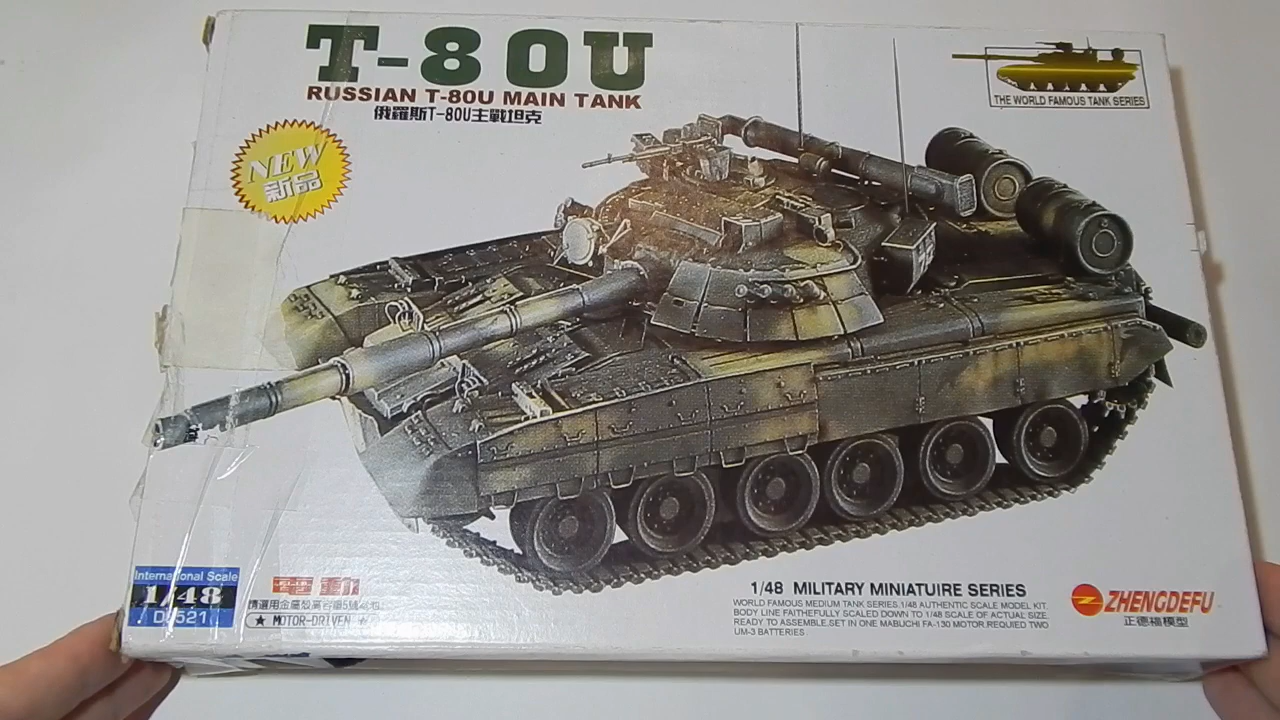 T-80U
RUSSIAN T-80U MAIN TANK
俄羅斯T-80U主戰坦克
THE WORLD FAMOUS TANK SERIES
NEW
新品
International Scale
1/48
電動
★ MOTOR-DRIVEN ★
1/48 MILITARY MINIATUIRE SERIES
WORLD FAMOUS MEDIUM TANK SERIES.1/48 AUTHENTIC SCALE MODEL KIT.
BODY LINE FAITHFULLY SCALED DOWN TO 1/48 SCALE OF ACTUAL SIZE.
READY TO ASSEMBLE.SET IN ONE MABUCHI FA-130 MOTOR.REQUIED TWO
UM-3 BATTERIES.
ZHENGDEFU
正德福模型